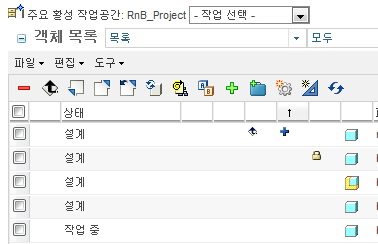 주요 활성 작업공간: RnB_Project - 작업 선택 -
객체 목록 목록 모두
파일 편집 도구
상태
설계
설계
설계
설계
작업 중